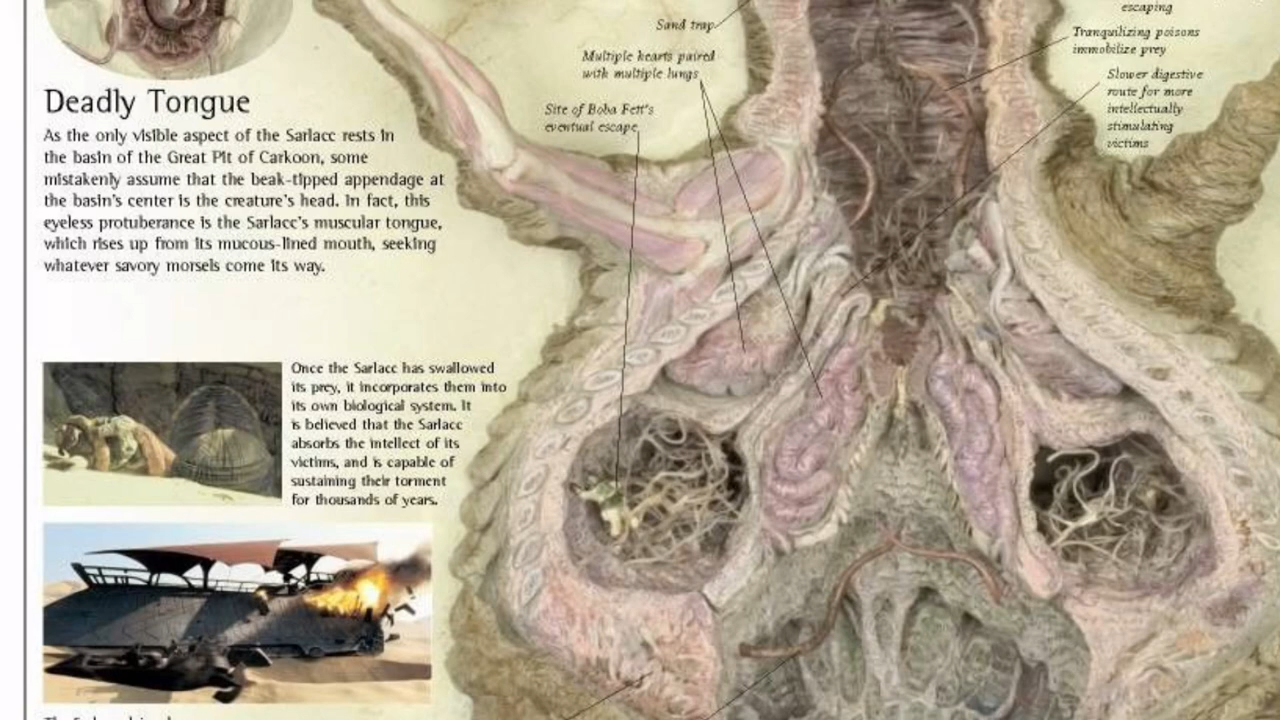 escaping
Sand trap
Tranquilizing poisons
immobilize prey
Multiple hearts paired
with multiple lungs
Slower digestive
route for more
intellectually
stimulating
victims
Site of Boba Fett's
eventual escape
Deadly Tongue
As the only visible aspect of the Sarlacc rests in
the basin of the Great Pit of Carkoon, some
mistakenly assume that the beak-tipped appendage at
the basin's center is the creature's head. In fact, this
eyeless protuberance is the Sarlacc's muscular tongue,
which rises up from its mucous-lined mouth, seeking
whatever savory morsels come its way.
Once the Sarlacc has swallowed
its prey, it incorporates them into
its own biological system. It
is believed that the Sarlacc
absorbs the intellect of its
victims, and is capable of
sustaining their torment
for thousands of years.